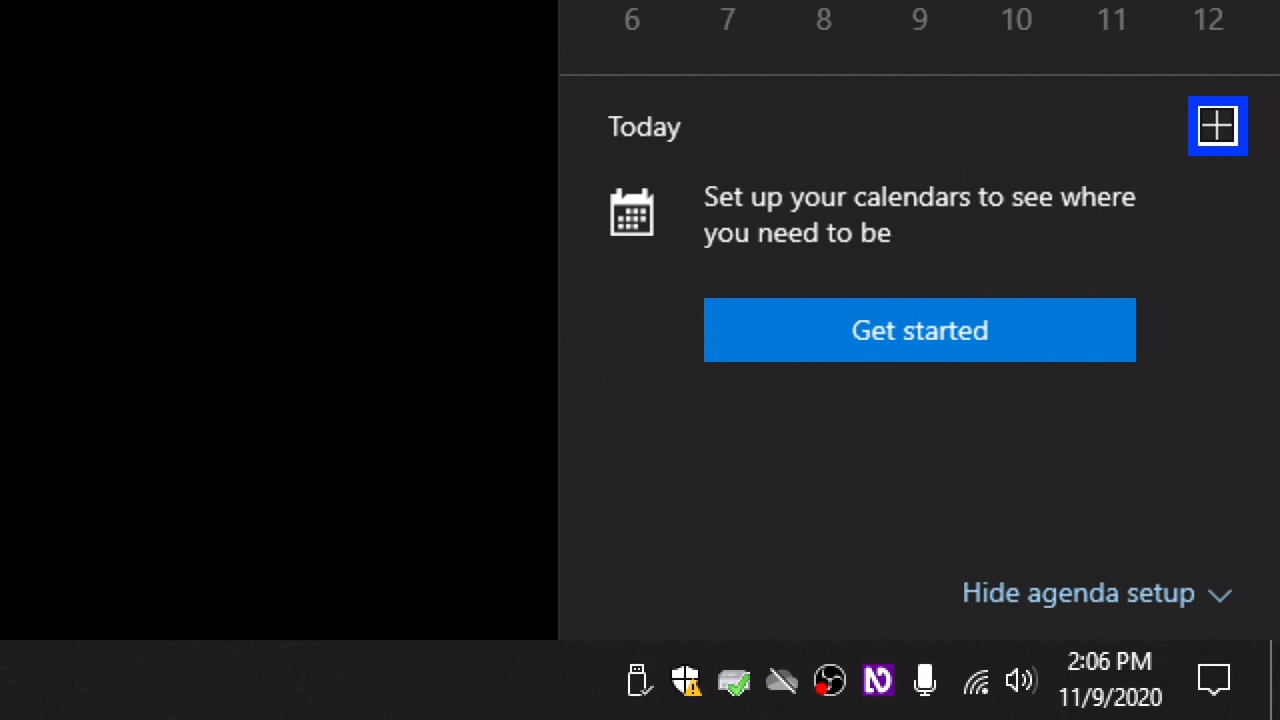 6 7 8 9 10 11 12
Today
Set up your calendars to see where
you need to be
Get started
Hide agenda setup
2:06 PM
11/9/2020